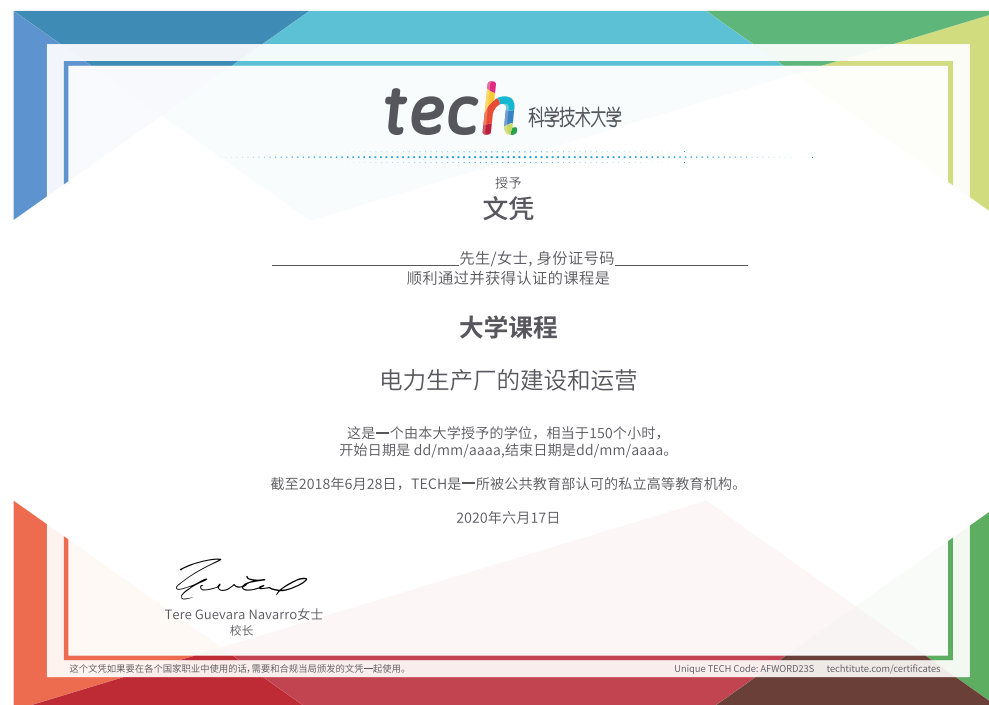 tech 科学技术大学
授予
文凭
先生/女士, 身份证号码
顺利通过并获得认证的课程是
大学课程
电力生产厂的建设和运营
这是一个由本大学授予的学位，相当于150个小时，
开始日期是 dd/mm/aaaa,结束日期是dd/mm/aaaa。
截至2018年6月28日，TECH是一所被公共教育部认可的私立高等教育机构。
2020年六月17日
Tere Guevara Navarro女士
校长
这个文凭如果要在各个国家职业中使用的话，需要和合规当局颁发的文凭一起使用。
Unique TECH Code: AFWORD23S techtitute.com/certificates